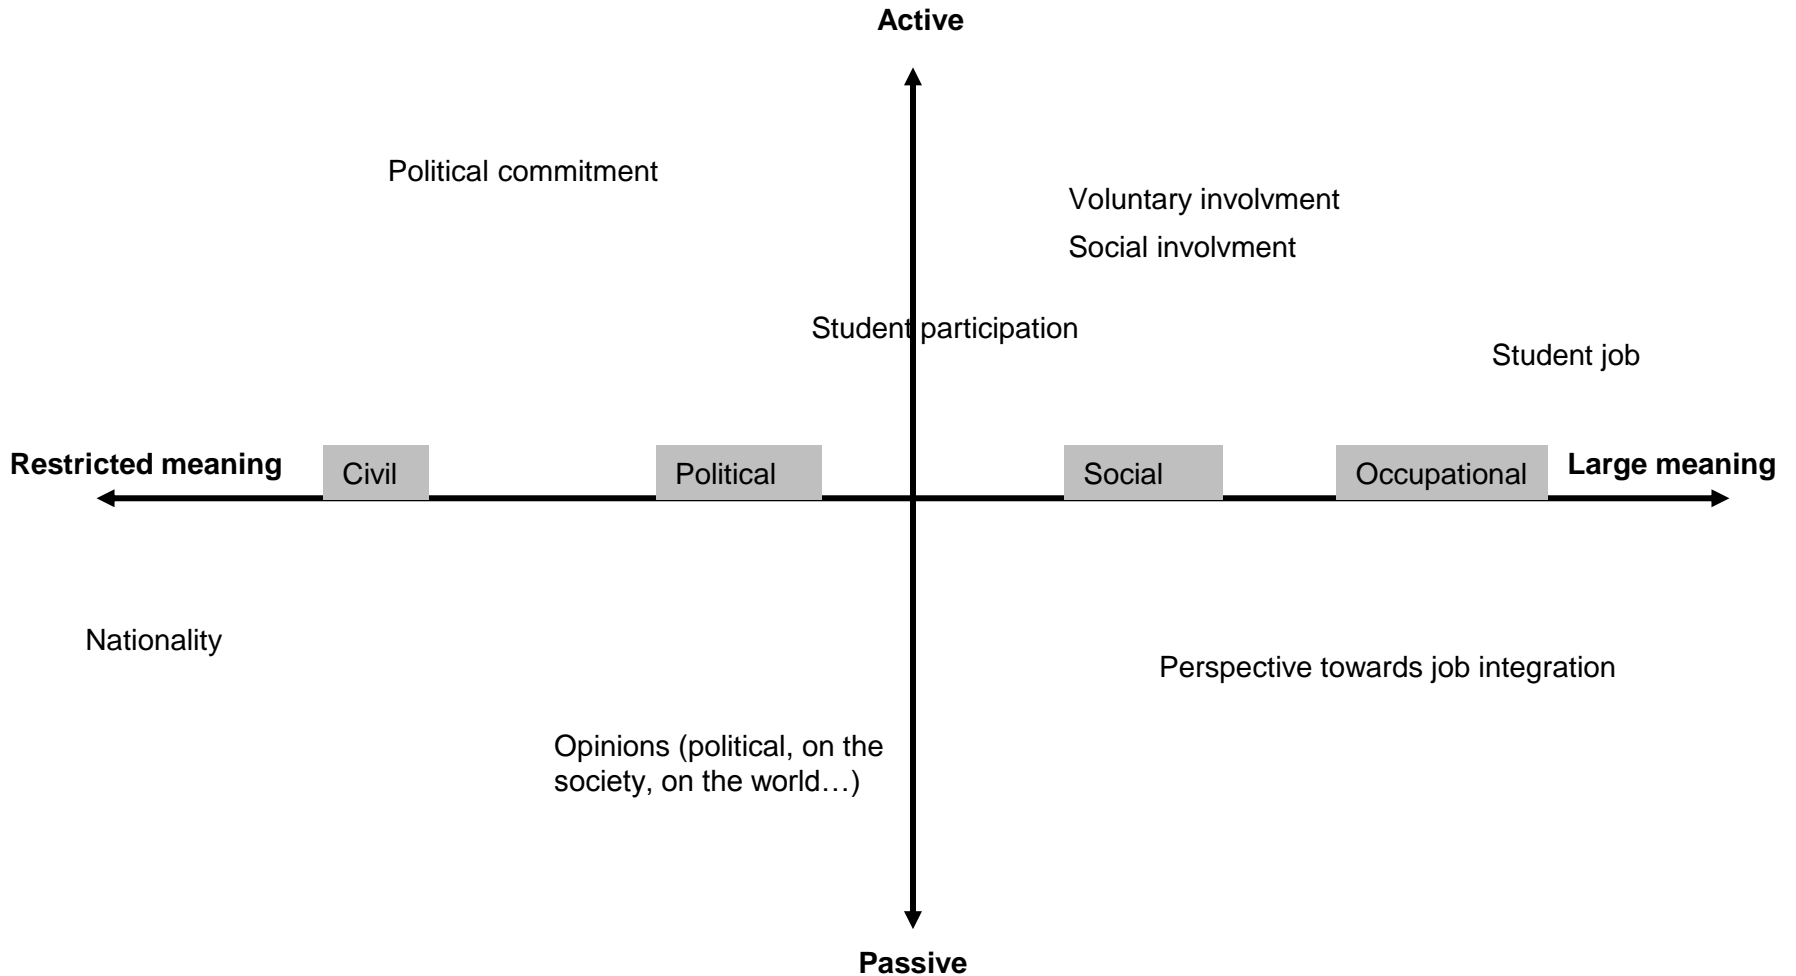 Active
Political commitment
Voluntary involvment
Social involvment
Student participation
Student job
Restricted meaning
Civil
Political
Social
Occupational
Large meaning
Nationality
Perspective towards job integration
Opinions (political, on the
society, on the world…)
Passive